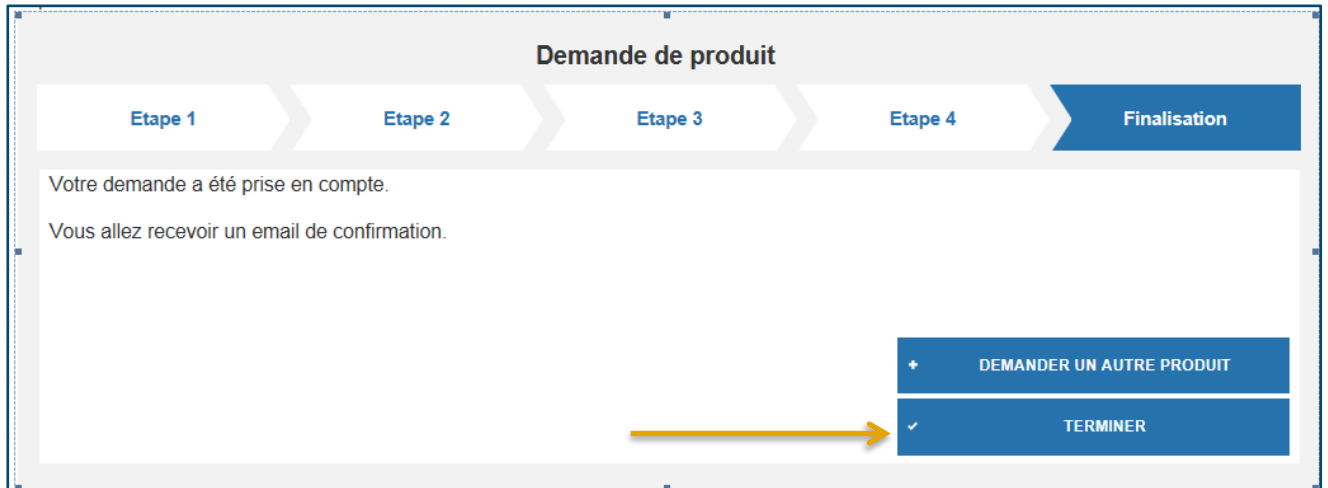 Demande de produit
Etape 1
Etape 2
Etape 3
Etape 4
Finalisation
Votre demande a été prise en compte.
Vous allez recevoir un email de confirmation.
DEMANDER UN AUTRE PRODUIT
TERMINER